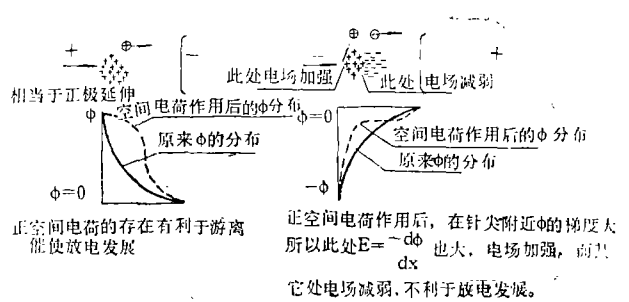 此处电场加强
此处电场减弱
相当于正极延伸
空间电荷作用后的φ分布
φ
原来φ的分布
φ=0
正空间电荷的存在有利于游离
催使放电发展
φ=0
空间电荷作用后的φ分布
原来φ的分布
-φ
正空间电荷作用后，在针尖附近φ的梯度大
所以此处E=-dφ/dx 也大，电场加强，而其
它处电场减弱，不利于放电发展。